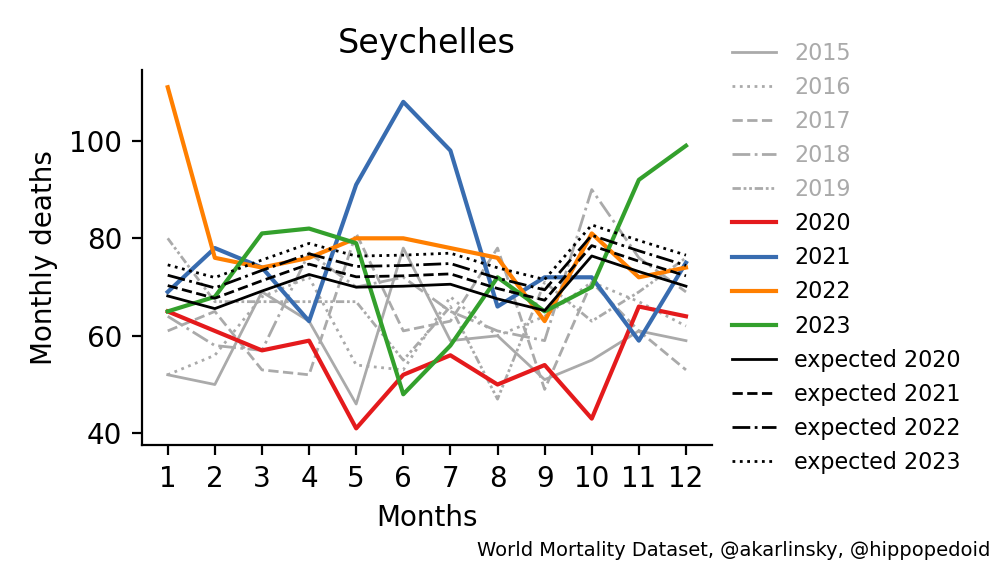 Seychelles
Monthly deaths
100
80
60
40
1 2 3 4 5 6 7 8 9 10 11 12
Months
2015
2016
2017
2018
2019
2020
2021
2022
2023
expected 2020
expected 2021
expected 2022
expected 2023
World Mortality Dataset, @akarlinsky, @hippopedoid